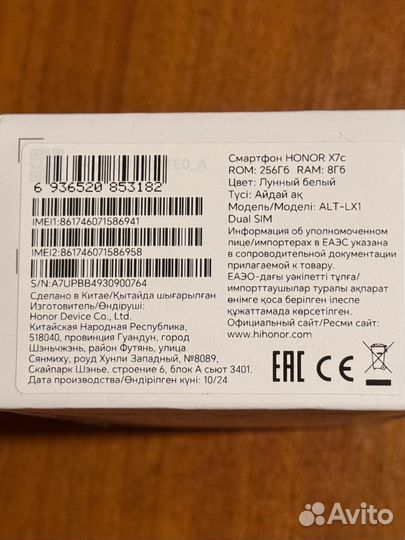 TE0_A
6 936520 853182
IMEI1:861746071586941
IMEI2:861746071586958
S/N:A7UPBB4930900764
Сделано в Китае/Қытайда шығарылған
Изготовитель/Өндіруші:
Honor Device Co., Ltd.
Китайская Народная Республика,
518040, провинция Гуандун, город
Шэньчжэнь, район Футянь, улица
Сянмиху, роуд Хунли Западный, №8089,
Скайпарк Шэнье, строение 6, блок А сьют 3401.
Дата производства/Өндірілген күні: 10/24
Смартфон HONOR X7c
ROM: 256Гб RAM: 8Гб
Цвет: Лунный белый
Түсі: Айдай ақ
Модель/Моделі: ALT-LX1
Dual SIM
Информация об уполномоченном
лице/импортерах в ЕАЭС указана
в сопроводительной документации
прилагаемой к товару.
ЕАЭО-дағы уәкілетті тұлға/
импорттаушылар туралы ақпарат
өнімге қоса берілген ілеспе
құжаттамада көрсетілген.
Официальный сайт/Ресми сайт:
www.hihonor.com
EAC CE
Avito